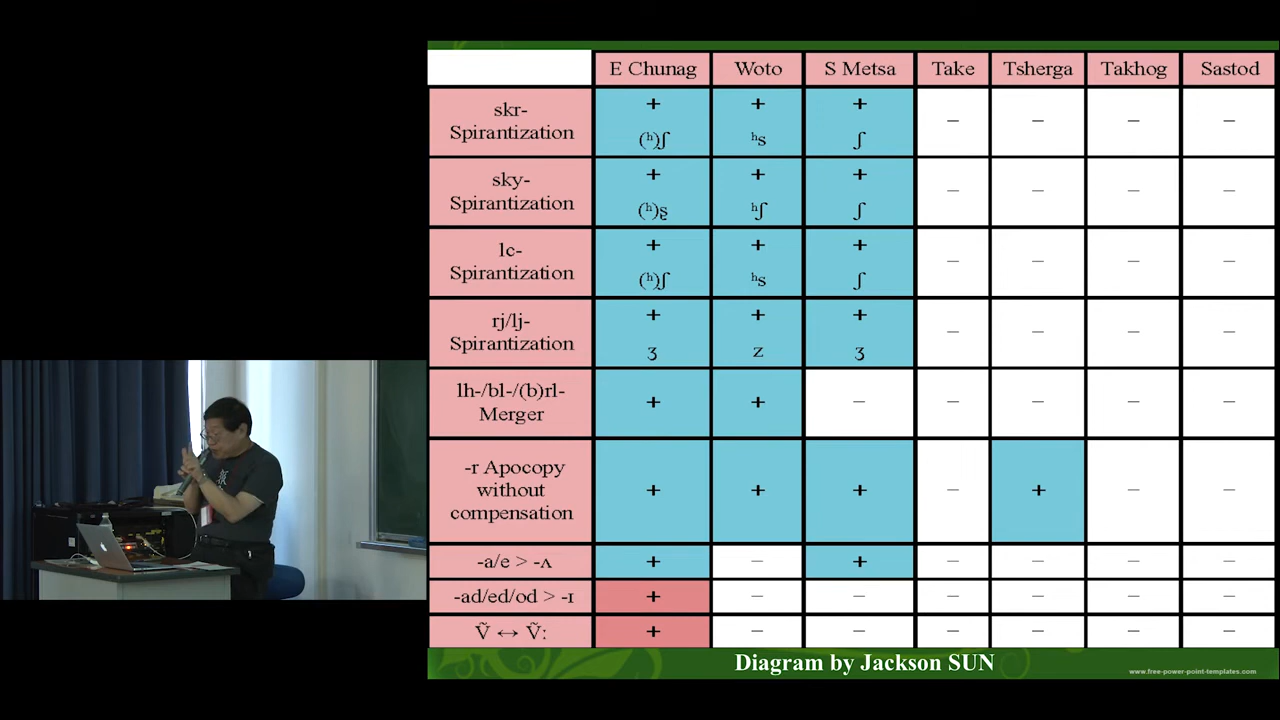 E Chunag Woto S Metsa Take Tsherga Takhog Sastod
skr-
Spirantization
+ + + – – – –
(ʰ)ʃ ʰs ʃ
sky-
Spirantization
+ + + – – – –
(ʰ)ʂ ʰʃ ʃ
lc-
Spirantization
+ + + – – – –
(ʰ)ʃ ʰs ʃ
rj/lj-
Spirantization
+ + + – – – –
ʒ z ʒ
lh-/bl-/(b)rl-
Merger
+ + – – – – –
-r Apocopy
without
compensation
+ + + – + – –
-a/e > -ʌ + – + – – – –
-ad/ed/od > -ɪ + – – – – – –
Ṽ ↔ Ṽ: + – – – – – –
Diagram by Jackson SUN
www.free-power-point-templates.com